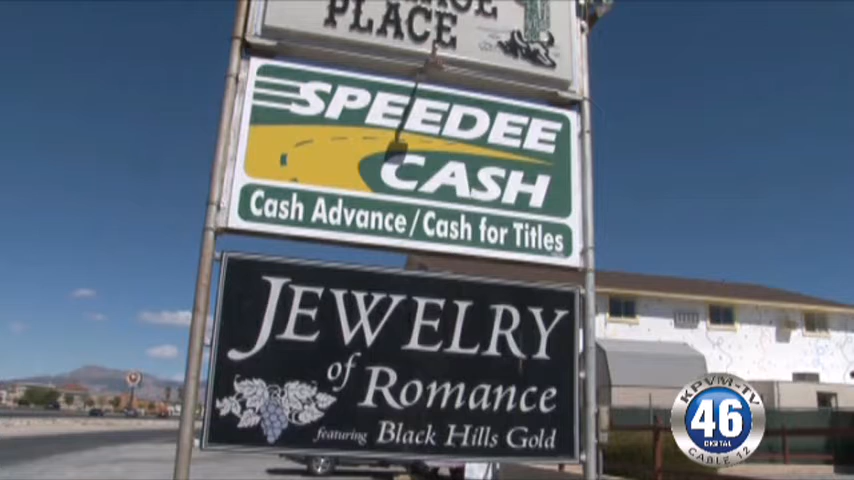 PLACE
SPEEDEE
CASH
Cash Advance/Cash for Titles
JEWELRY
of Romance
featuring Black Hills Gold
KPVM-TV
46
DIGITAL
CABLE 12